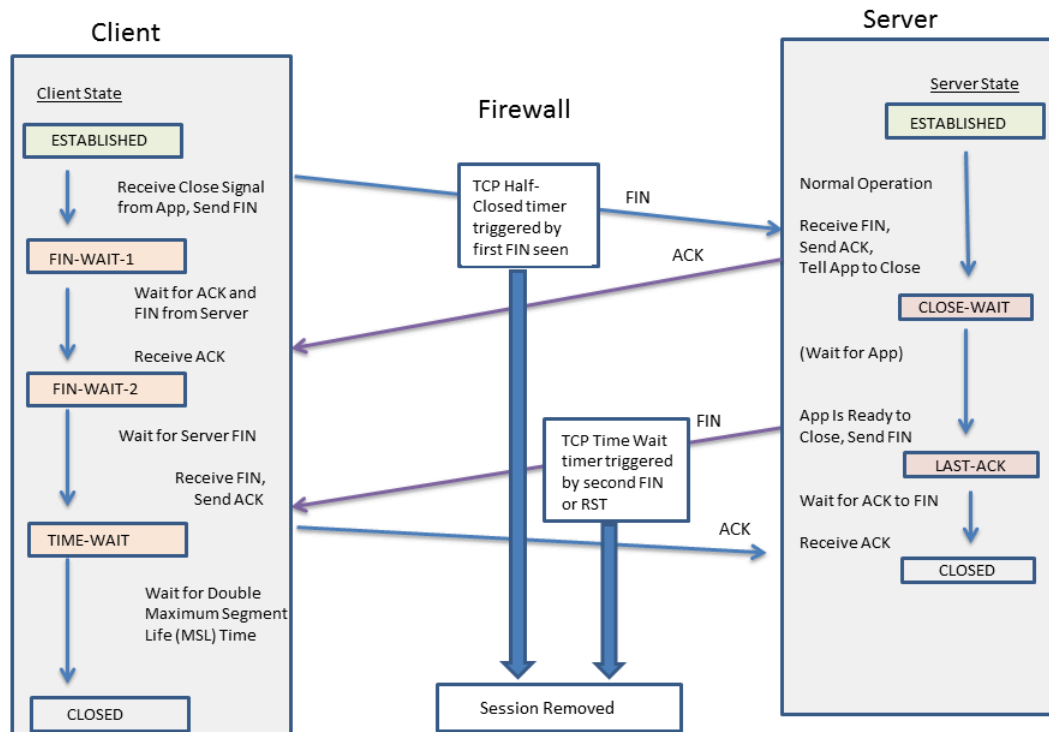 Client
Client State
ESTABLISHED
Receive Close Signal
from App, Send FIN
FIN-WAIT-1
Wait for ACK and
FIN from Server
Receive ACK
FIN-WAIT-2
Wait for Server FIN
Receive FIN,
Send ACK
TIME-WAIT
Wait for Double
Maximum Segment
Life (MSL) Time
CLOSED
Firewall
TCP Half-
Closed timer
triggered by
first FIN seen
FIN
ACK
FIN
TCP Time Wait
timer triggered
by second FIN
or RST
ACK
Session Removed
Server
Server State
ESTABLISHED
Normal Operation
Receive FIN,
Send ACK,
Tell App to Close
CLOSE-WAIT
(Wait for App)
App Is Ready to
Close, Send FIN
LAST-ACK
Wait for ACK to FIN
Receive ACK
CLOSED